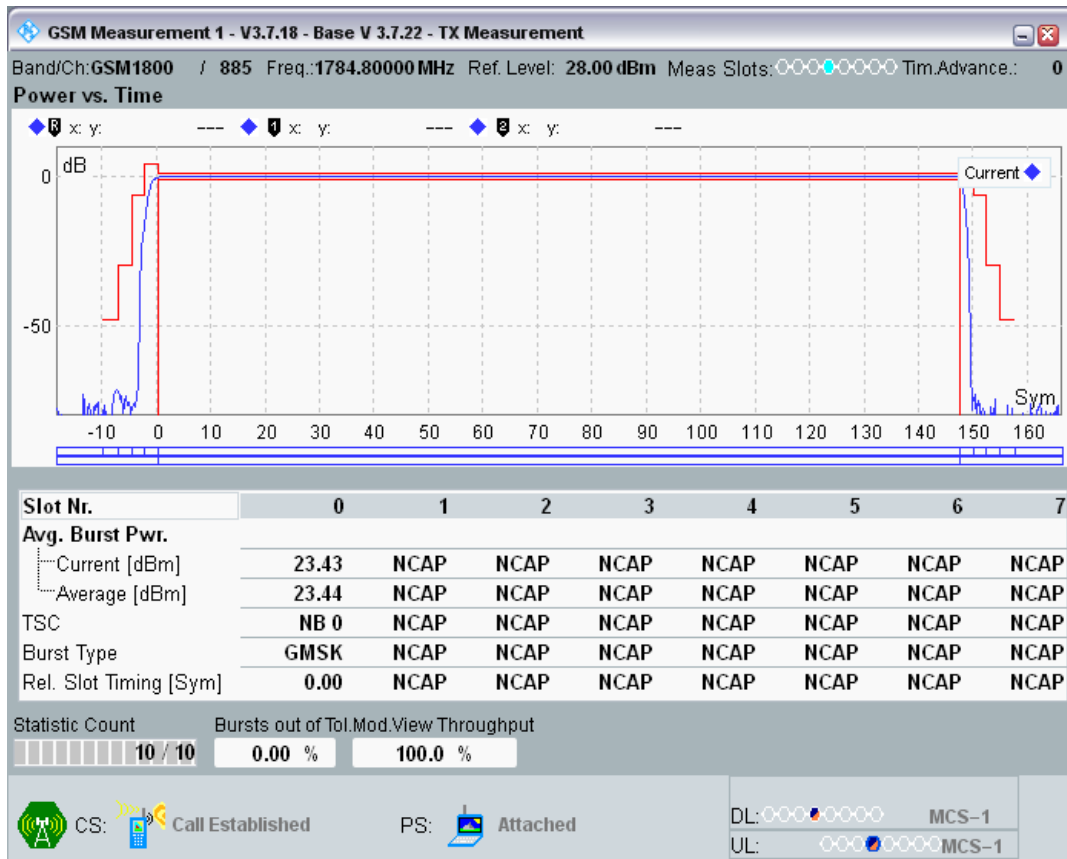 GSM Measurement 1 - V3.7.18 - Base V 3.7.22 - TX Measurement
Band/Ch:GSM1800 / 885 Freq.:1784.80000 MHz Ref. Level: 28.00 dBm Meas Slots: Tim.Advance.: 0
Power vs. Time
R x: y: --- 1 x: y: --- 2 x: y: ---
dB
Current
0
-50
Sym
-10 0 10 20 30 40 50 60 70 80 90 100 110 120 130 140 150 160
Slot Nr. 0 1 2 3 4 5 6 7
Avg. Burst Pwr.
Current [dBm] 23.43 NCAP NCAP NCAP NCAP NCAP NCAP NCAP
Average [dBm] 23.44 NCAP NCAP NCAP NCAP NCAP NCAP NCAP
TSC NB 0 NCAP NCAP NCAP NCAP NCAP NCAP NCAP
Burst Type GMSK NCAP NCAP NCAP NCAP NCAP NCAP NCAP
Rel. Slot Timing [Sym] 0.00 NCAP NCAP NCAP NCAP NCAP NCAP NCAP
Statistic Count Bursts out of Tol.Mod.View Throughput
10 / 10 0.00 % 100.0 %
CS: Call Established PS: Attached
DL: MCS-1
UL: MCS-1